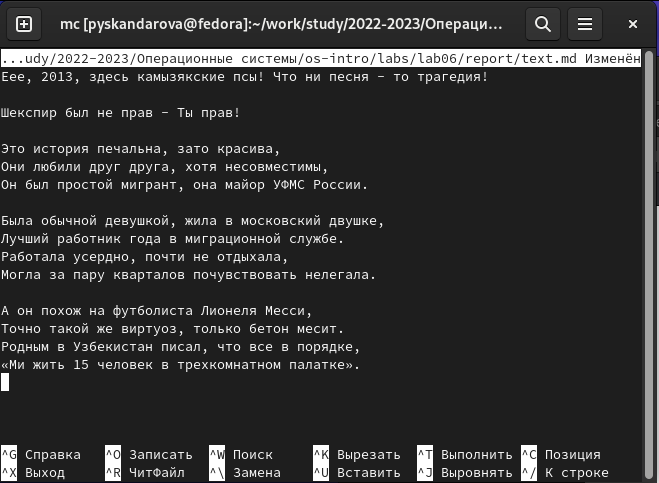 mc [pyskandarova@fedora]:~/work/study/2022-2023/Операци…
...udy/2022-2023/Операционные системы/os-intro/labs/lab06/report/text.md Изменён
Еее, 2013, здесь камызякские псы! Что ни песня – то трагедия!
Шекспир был не прав – Ты прав!
Это история печальна, зато красива,
Они любили друг друга, хотя несовместимы,
Он был простой мигрант, она майор УФМС России.
Была обычной девушкой, жила в московский двушке,
Лучший работник года в миграционной службе.
Работала усердно, почти не отдыхала,
Могла за пару кварталов почувствовать нелегала.
А он похож на футболиста Лионеля Месси,
Точно такой же виртуоз, только бетон месит.
Родным в Узбекистан писал, что все в порядке,
«Ми жить 15 человек в трехкомнатном палатке».
^G Справка ^O Записать ^W Поиск ^K Вырезать ^T Выполнить ^C Позиция
^X Выход ^R ЧитФайл ^\ Замена ^U Вставить ^J Выровнять ^/ К строке